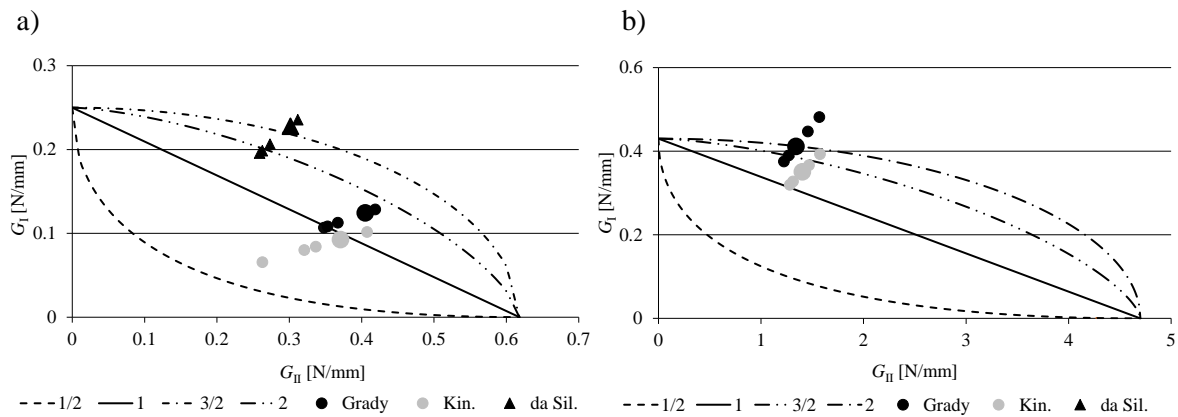 a)
0.3
0.2
0.1
0
G_I [N/mm]
0 0.1 0.2 0.3 0.4 0.5 0.6 0.7
G_II [N/mm]
1/2 1 3/2 2 Grady Kin. da Sil.
b)
0.6
0.4
0.2
0
G_I [N/mm]
0 1 2 3 4 5
G_II [N/mm]
1/2 1 3/2 2 Grady Kin.